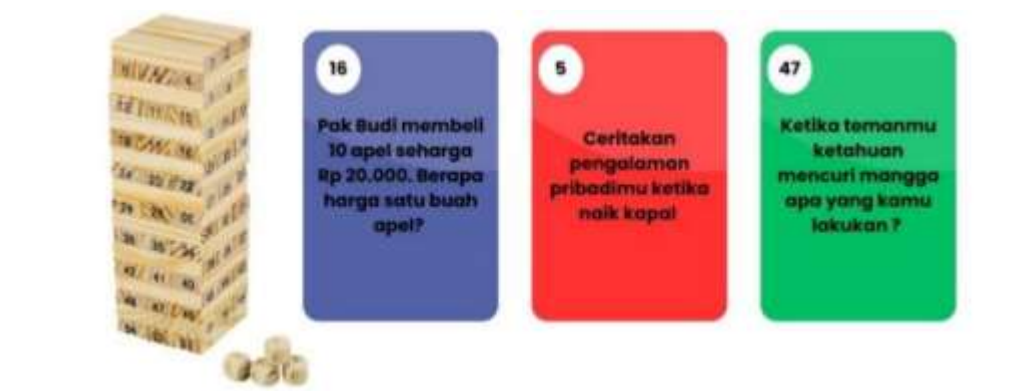 16
Pak Budi membeli
10 apel seharga
Rp 20.000. Berapa
harga satu buah
apel?
5
Ceritakan
pengalaman
pribadimu ketika
naik kapal
47
Ketika temanmu
ketahuan
mencuri mangga
apa yang kamu
lakukan ?